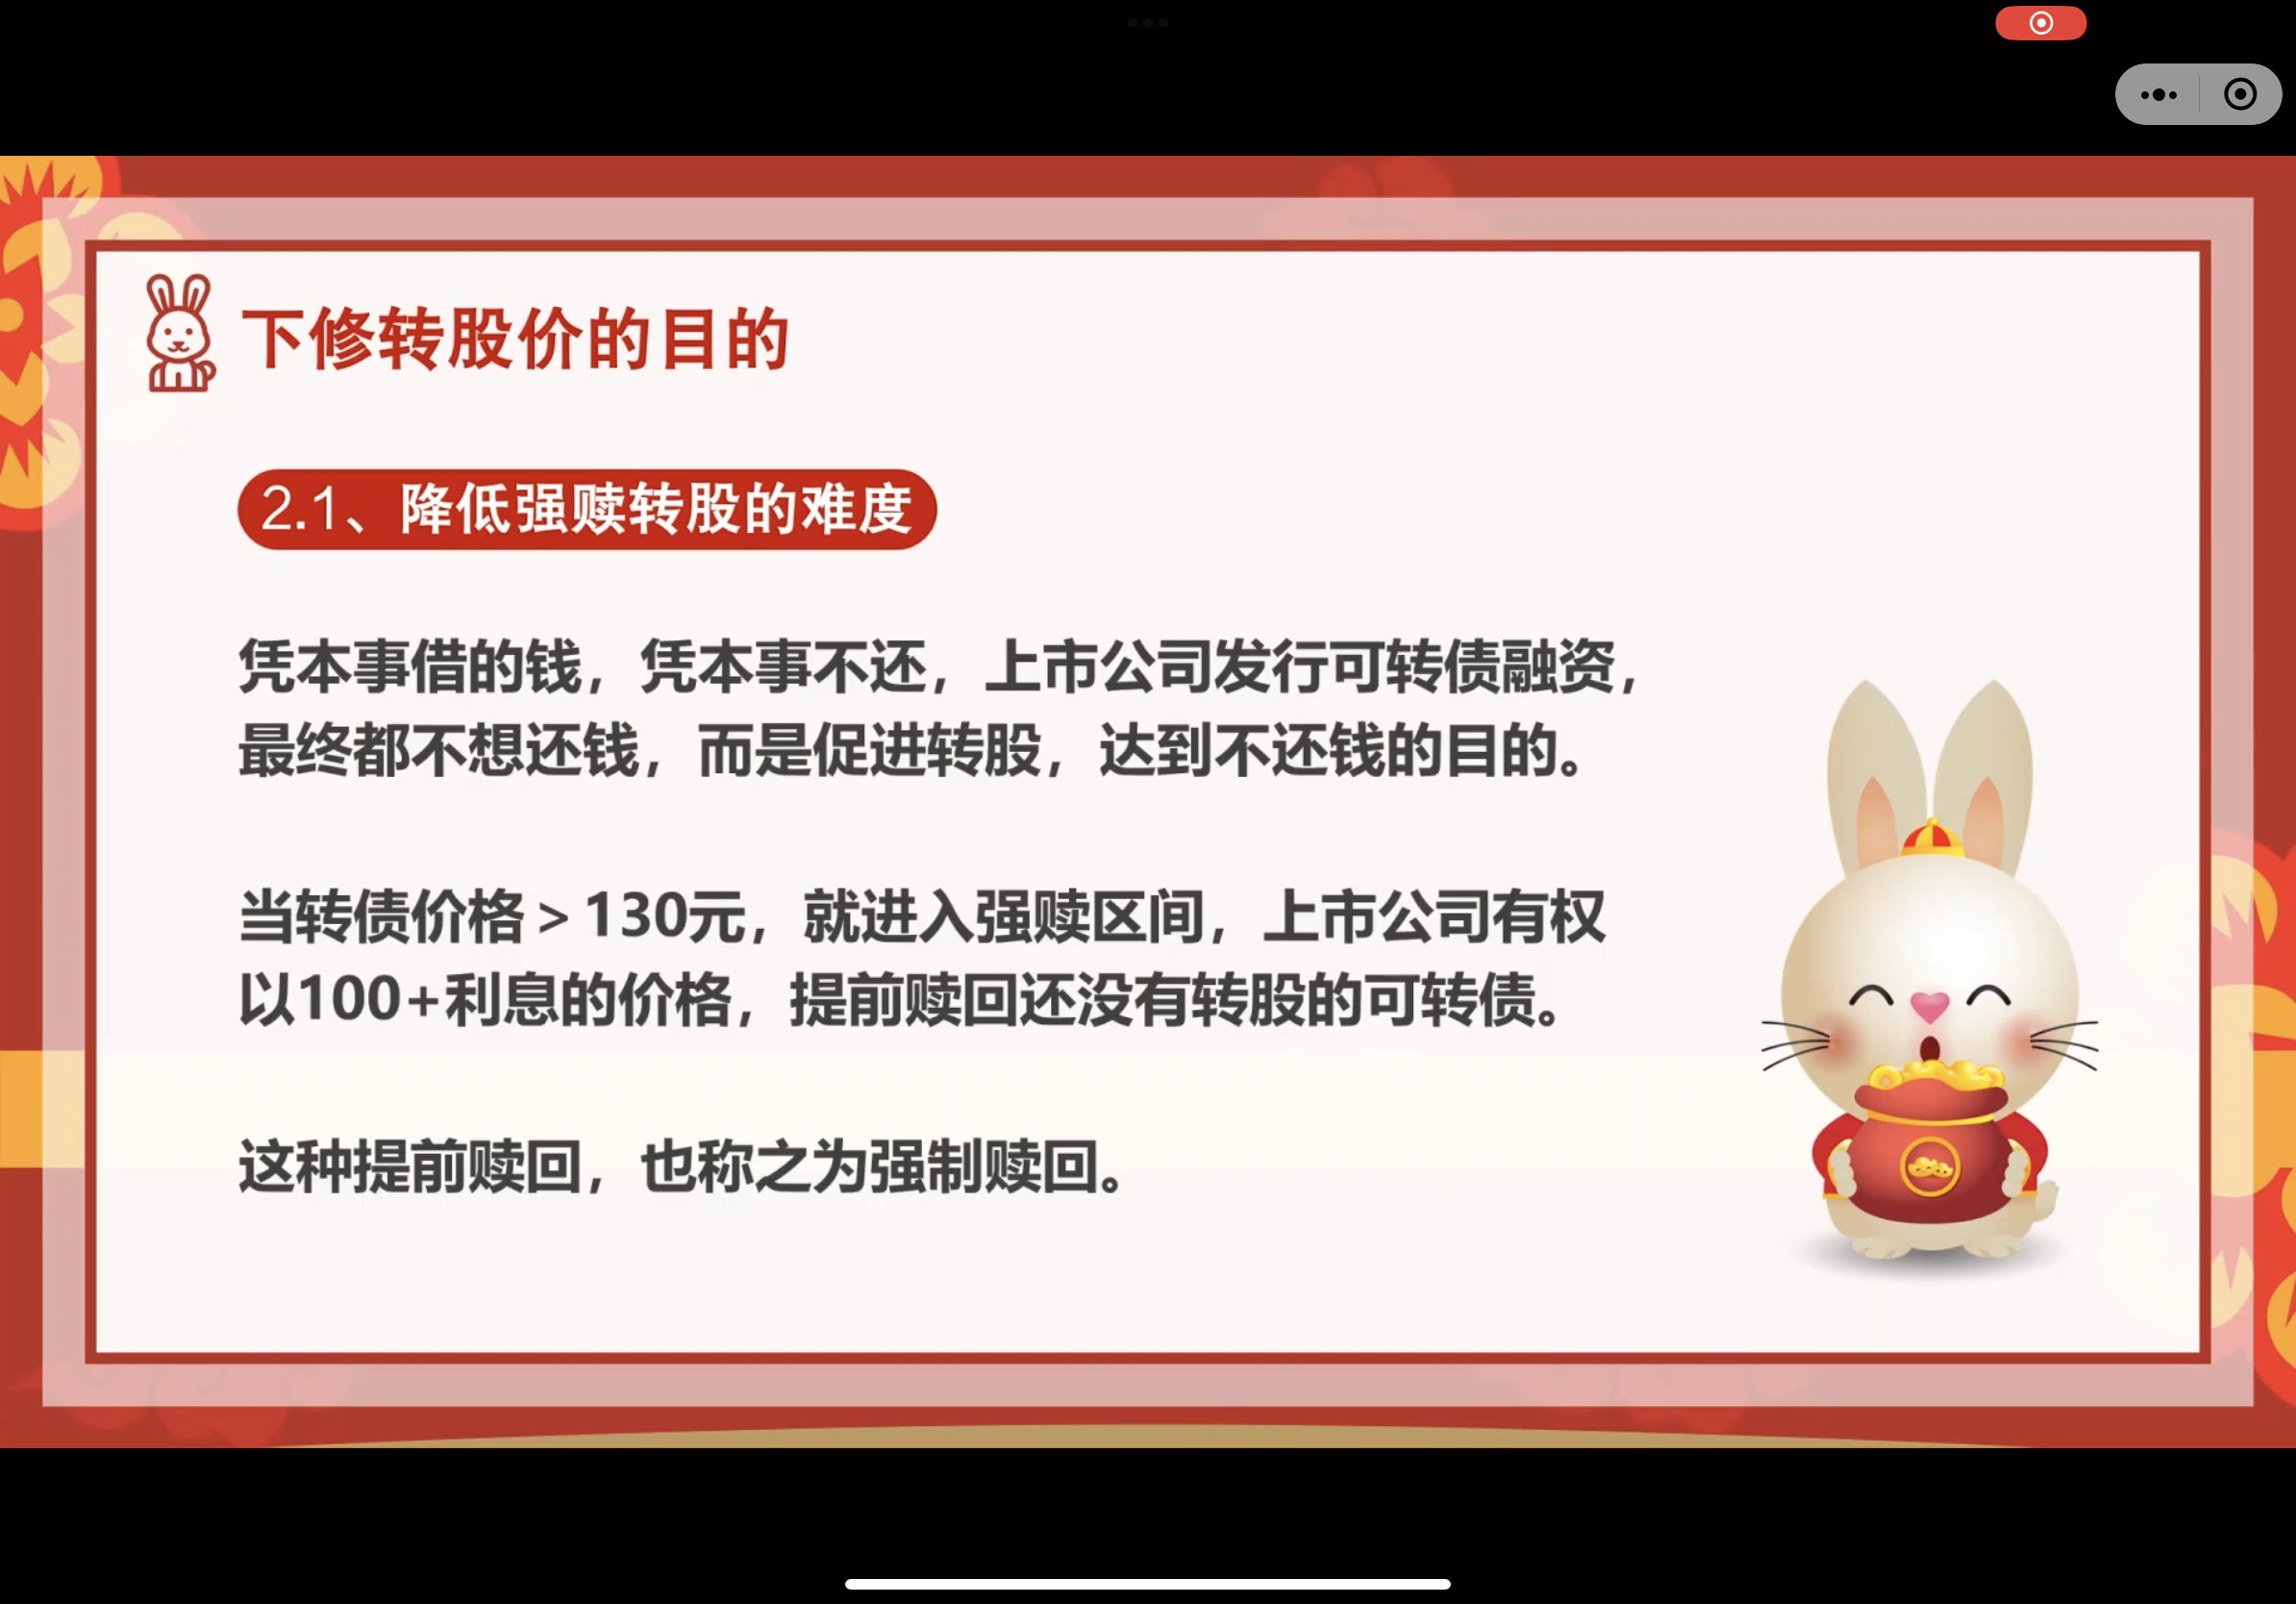 下修转股价的目的
2.1、降低强赎转股的难度
凭本事借的钱，凭本事不还，上市公司发行可转债融资，
最终都不想还钱，而是促进转股，达到不还钱的目的。
当转债价格＞130元，就进入强赎区间，上市公司有权
以100+利息的价格，提前赎回还没有转股的可转债。
这种提前赎回，也称之为强制赎回。